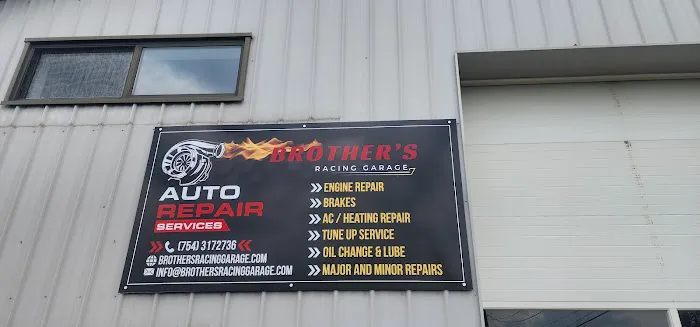 BROTHER'S
RACING GARAGE
AUTO
REPAIR
SERVICES
(754) 3172736
BROTHERSRACINGGARAGE.COM
INFO@BROTHERSRACINGGARAGE.COM
ENGINE REPAIR
BRAKES
AC / HEATING REPAIR
TUNE UP SERVICE
OIL CHANGE & LUBE
MAJOR AND MINOR REPAIRS